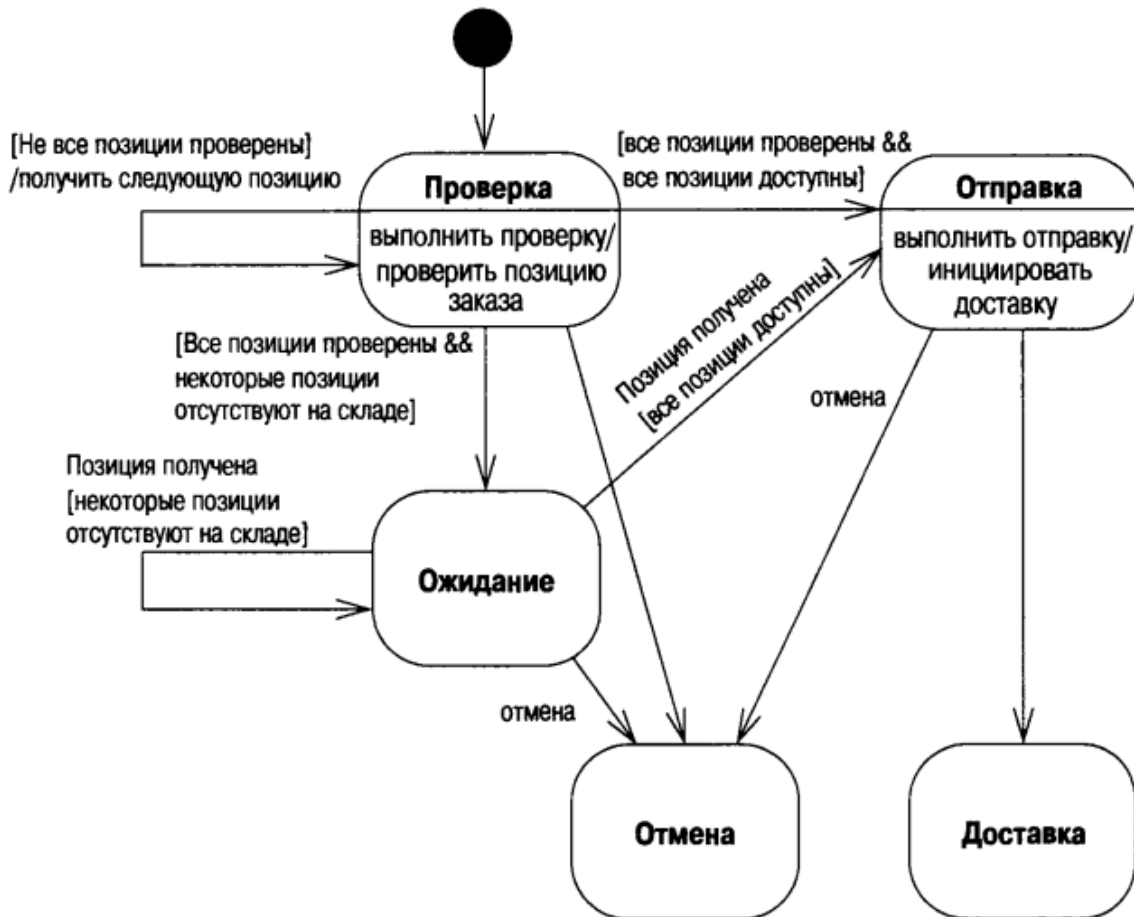 [Не все позиции проверены]
/получить следующую позицию
[все позиции проверены &&
все позиции доступны]
Проверка
выполнить проверку/
проверить позицию
заказа
Отправка
выполнить отправку/
инициировать
доставку
[Все позиции проверены &&
некоторые позиции
отсутствуют на складе]
Позиция получена
[все позиции доступны]
отмена
Позиция получена
[некоторые позиции
отсутствуют на складе]
Ожидание
отмена
Отмена
Доставка